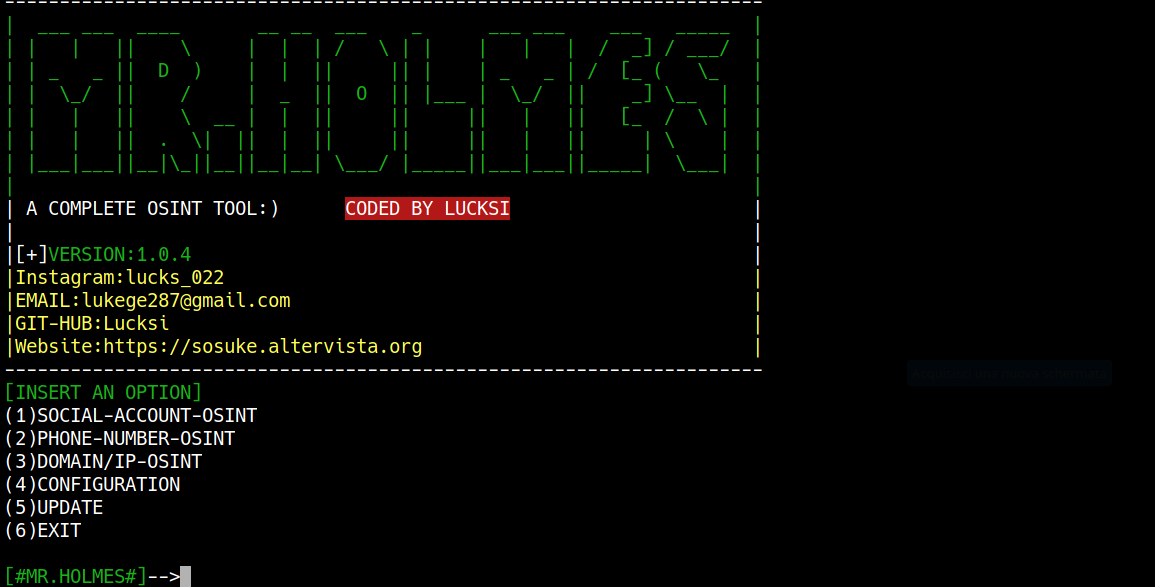 MR.HOLMES
A COMPLETE OSINT TOOL:) CODED BY LUCKSI
[+]VERSION:1.0.4
Instagram:lucks_022
EMAIL:lukege287@gmail.com
GIT-HUB:Lucksi
Website:https://sosuke.altervista.org
[INSERT AN OPTION]
(1)SOCIAL-ACCOUNT-OSINT
(2)PHONE-NUMBER-OSINT
(3)DOMAIN/IP-OSINT
(4)CONFIGURATION
(5)UPDATE
(6)EXIT
[#MR.HOLMES#]-->